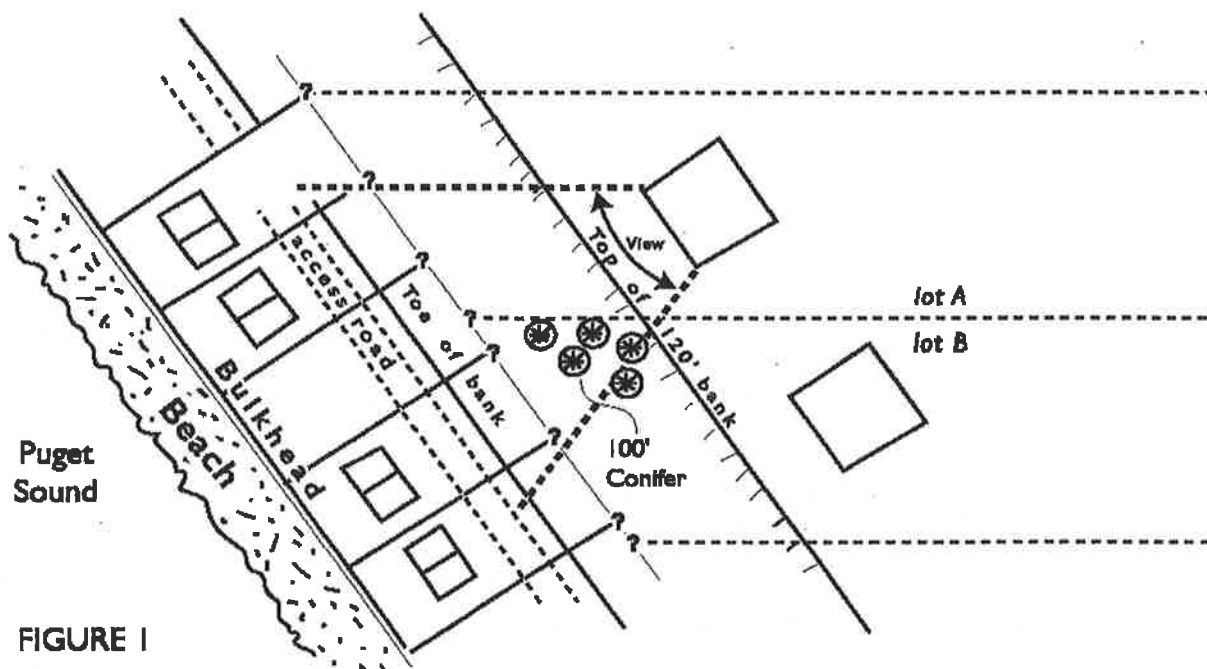 ?
?
?
?
?
?
?
?
View
Top of 120' bank
lot A
lot B
access road
Toe of bank
Bulkhead
Beach
Puget
Sound
100'
Conifer
FIGURE 1